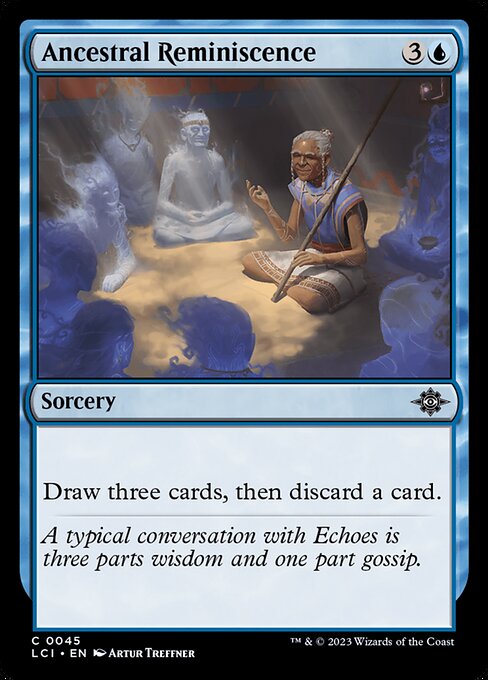 Ancestral Reminiscence 3
Sorcery
Draw three cards, then discard a card.
A typical conversation with Echoes is
three parts wisdom and one part gossip.
C 0045
LCI • EN Artur Treffner
™ & © 2023 Wizards of the Coast